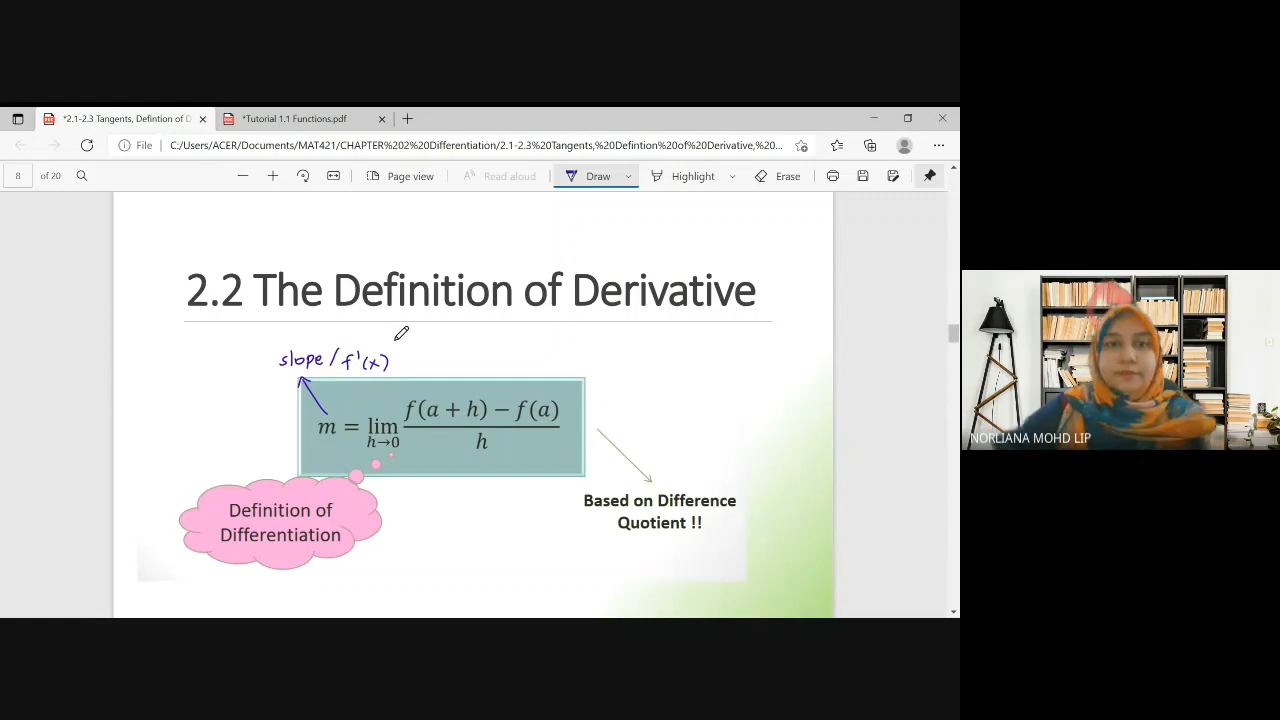 *2.1-2.3 Tangents, Defintion of D
*Tutorial 1.1 Functions.pdf
File
C:/Users/ACER/Documents/MAT421/CHAPTER%202%20Differentiation/2.1-2.3%20Tangents,%20Defintion%20of%20Derivative,%20...
8 of 20
Page view
Read aloud
Draw
Highlight
Erase
2.2 The Definition of Derivative
slope / f'(x)
m = lim h→0 f(a + h) − f(a) / h
Definition of
Differentiation
Based on Difference
Quotient !!
NORLIANA MOHD LIP